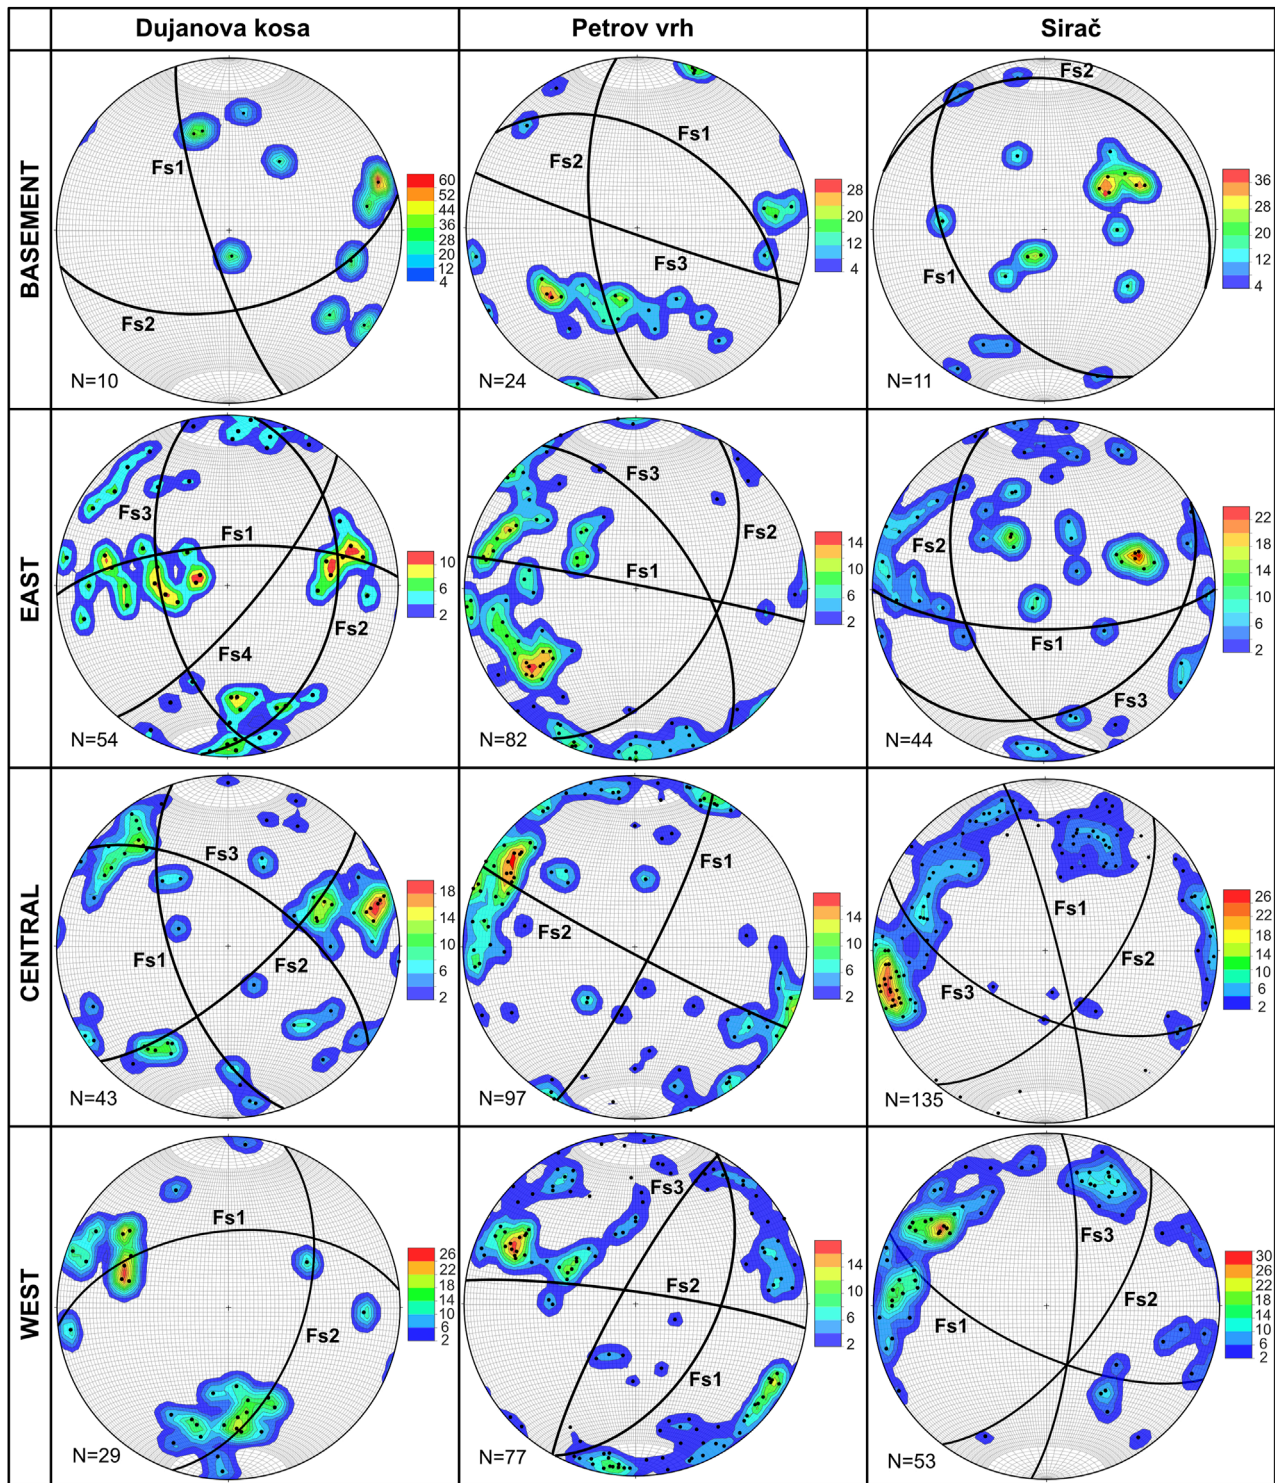 Dujanova kosa
Petrov vrh
Sirač
BASEMENT
Fs1
Fs2
N=10
60
52
44
36
28
20
12
4
Fs1
Fs2
Fs3
N=24
28
20
12
4
Fs2
Fs1
N=11
36
28
20
12
4
EAST
Fs3
Fs1
Fs2
Fs4
N=54
10
6
2
Fs3
Fs2
Fs1
N=82
14
10
6
2
Fs2
Fs1
Fs3
N=44
22
18
14
10
6
2
CENTRAL
Fs3
Fs1
Fs2
N=43
18
14
10
6
2
Fs1
Fs2
N=97
14
10
6
2
Fs1
Fs2
Fs3
N=135
26
22
18
14
10
6
2
WEST
Fs1
Fs2
N=29
26
22
18
14
10
6
2
Fs3
Fs2
Fs1
N=77
14
10
6
2
Fs3
Fs2
Fs1
N=53
30
26
22
18
14
10
6
2